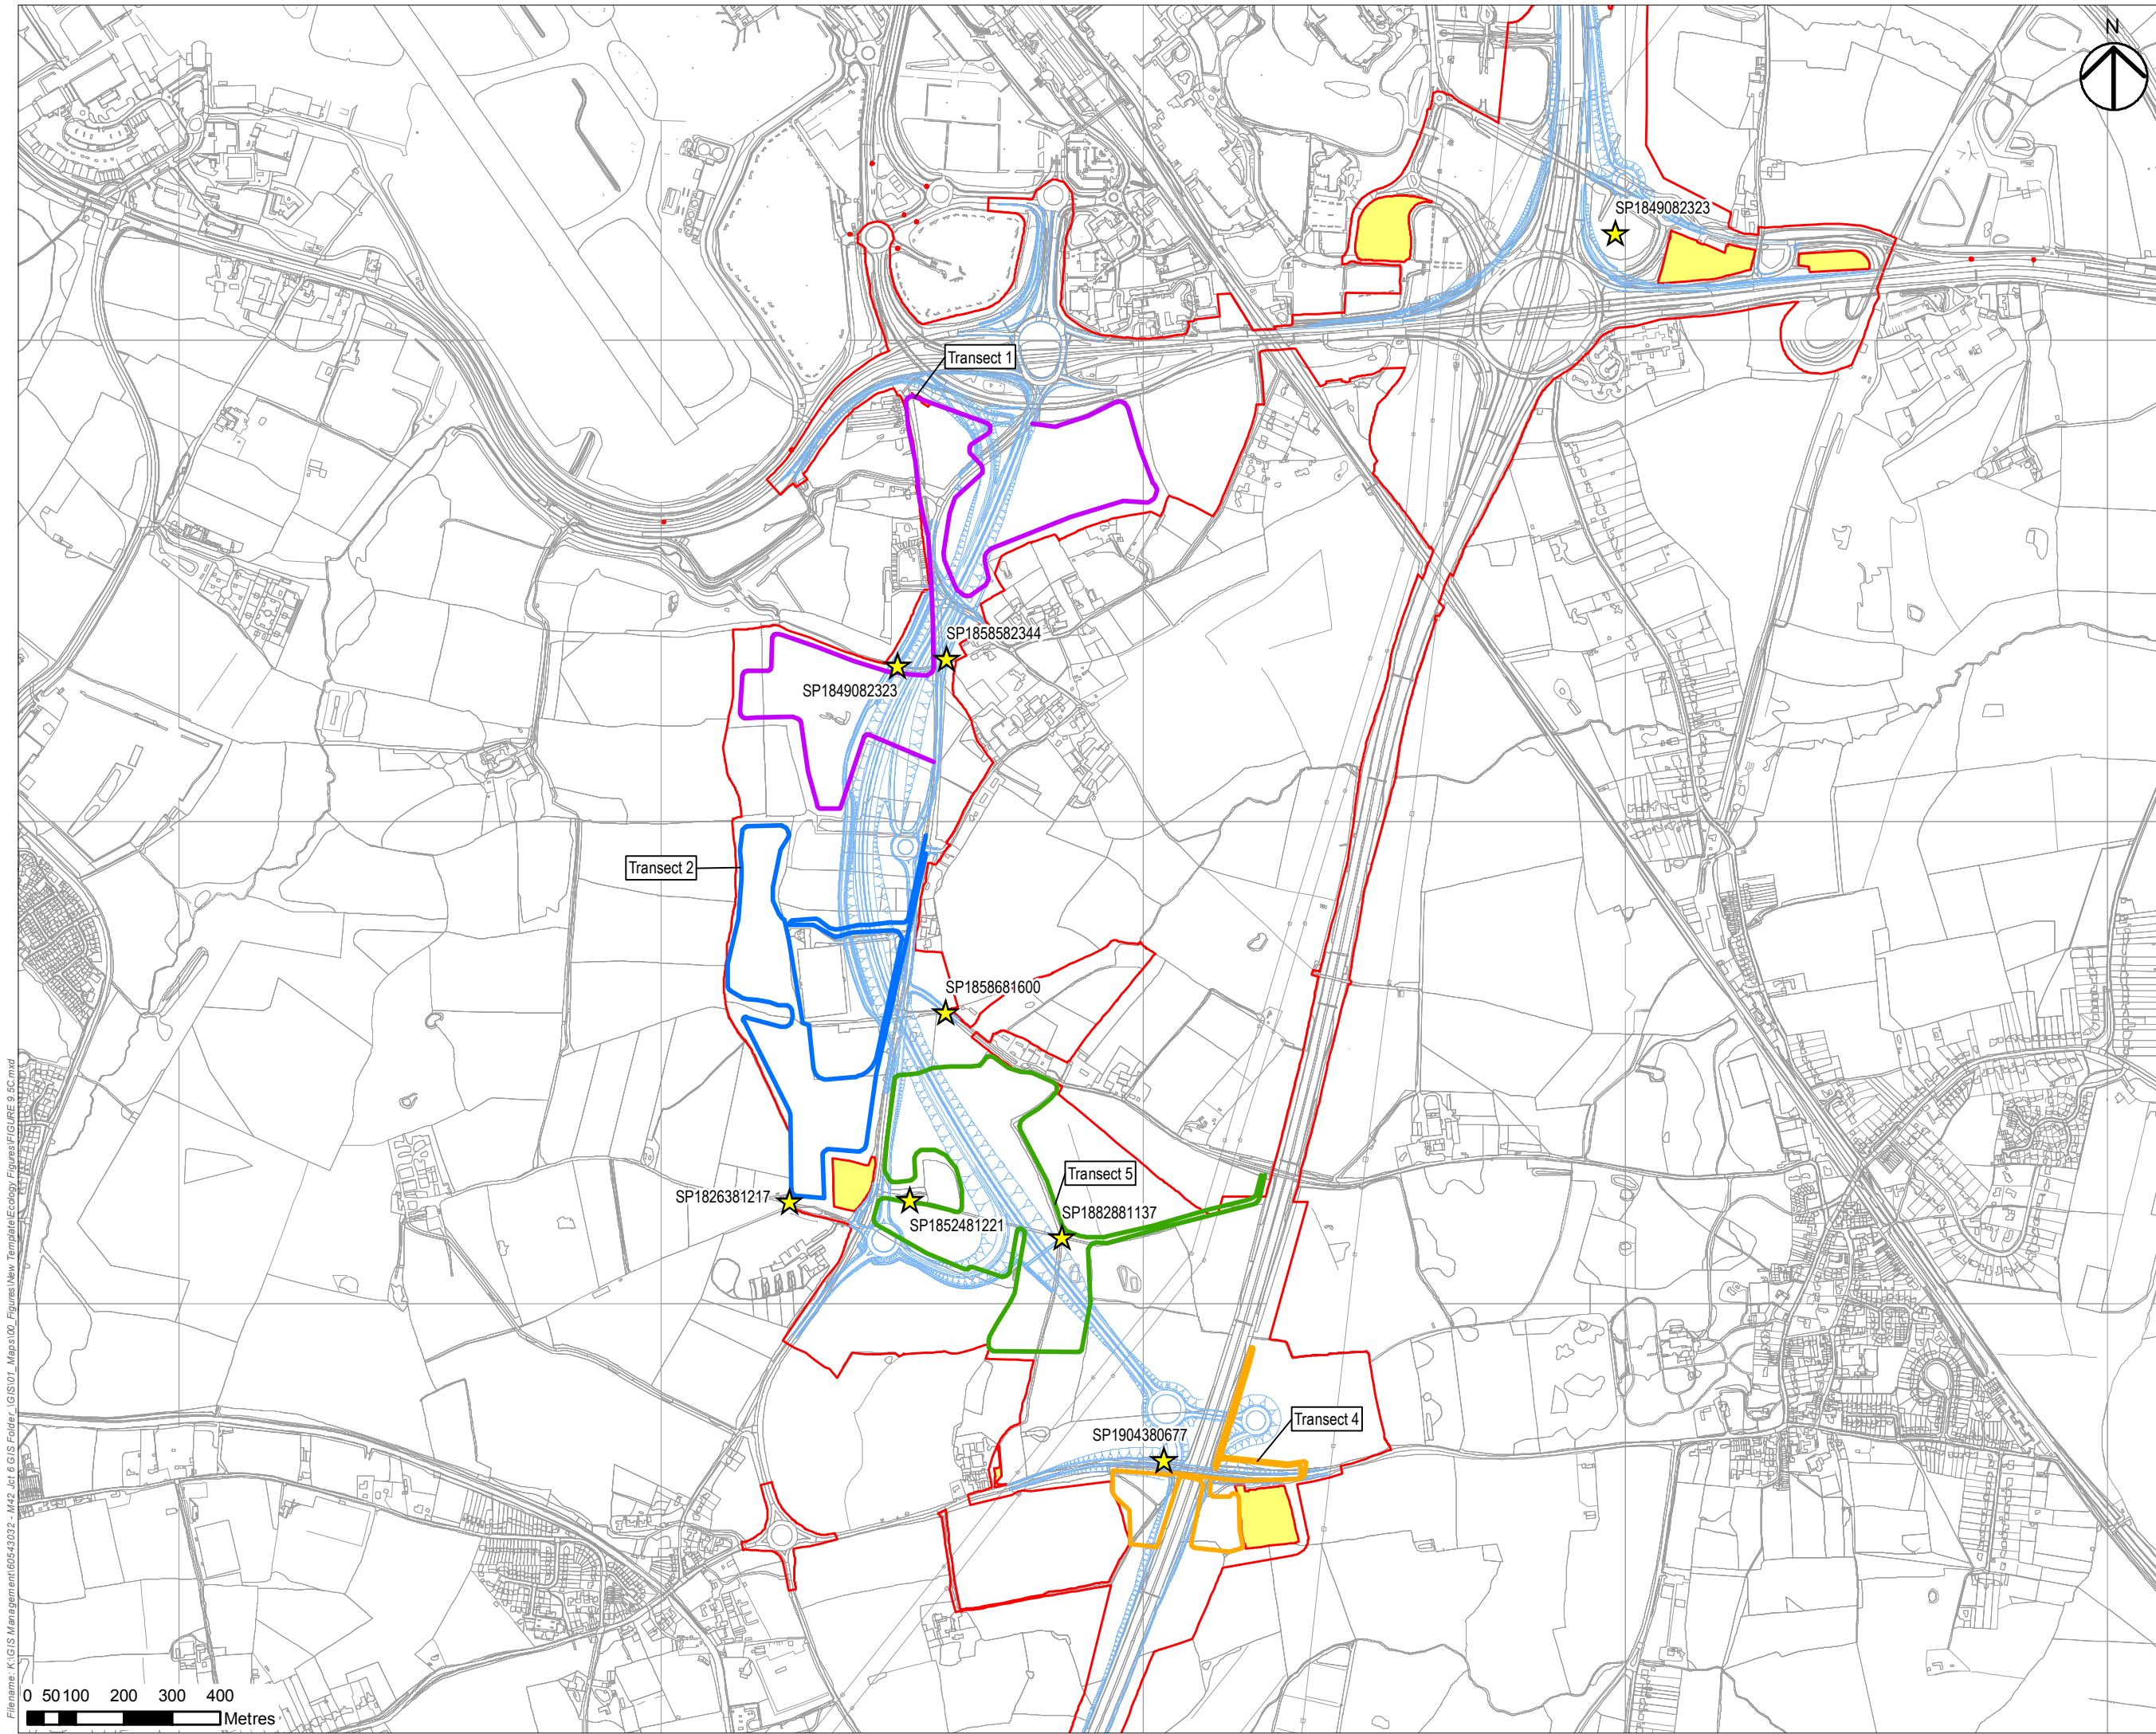 N
SP1849082323
Transect 1
SP1858582344
SP1849082323
Transect 2
SP1858681600
Transect 5
SP1826381217
SP1882881137
SP1852481221
Transect 4
SP1904380677
0 50 100 200 300 400
Metres
Filename: K:\GIS Management\60543032 - M42 Jct 6 GIS Folder_\GIS\01_Maps\00_Figures\New Template\Ecology Figures\FIGURE 9.5C.mxd